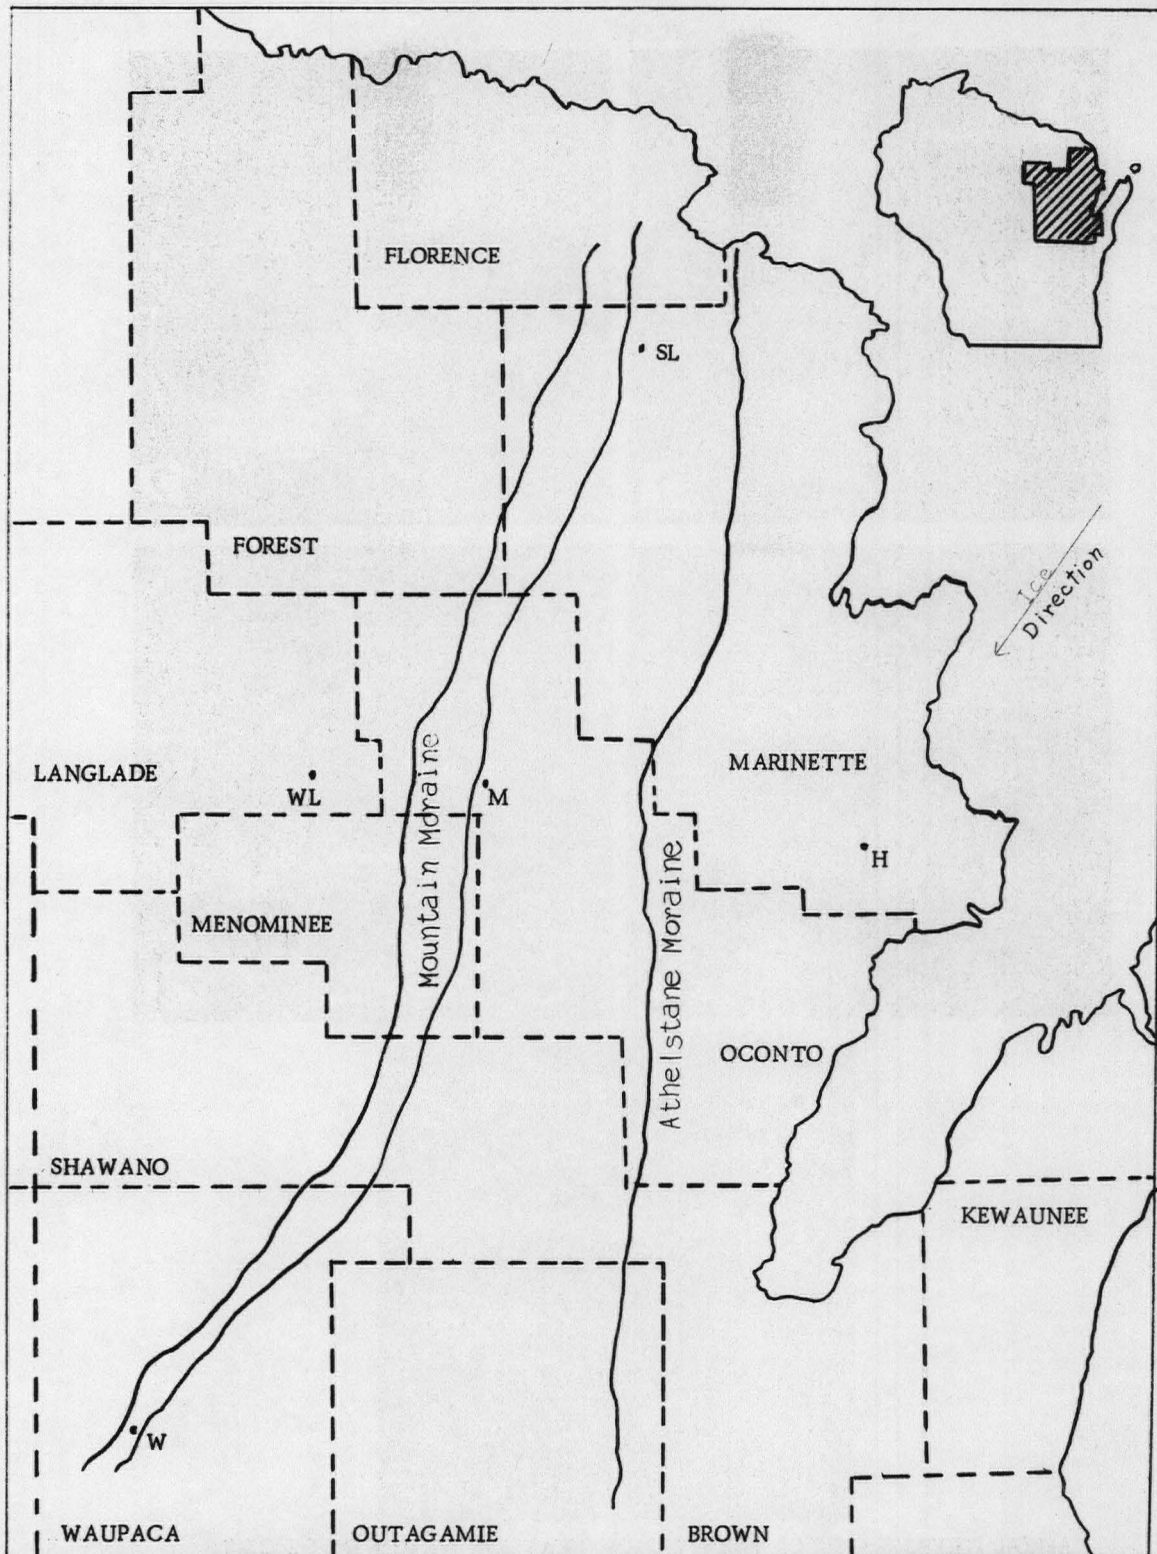 FLORENCE
SL
FOREST
Ice
Direction
LANGLADE
WL
M
MARINETTE
H
Mountain Moraine
Athelstane Moraine
MENOMINEE
OCONTO
SHAWANO
KEWAUNEE
W
WAUPACA
OUTAGAMIE
BROWN